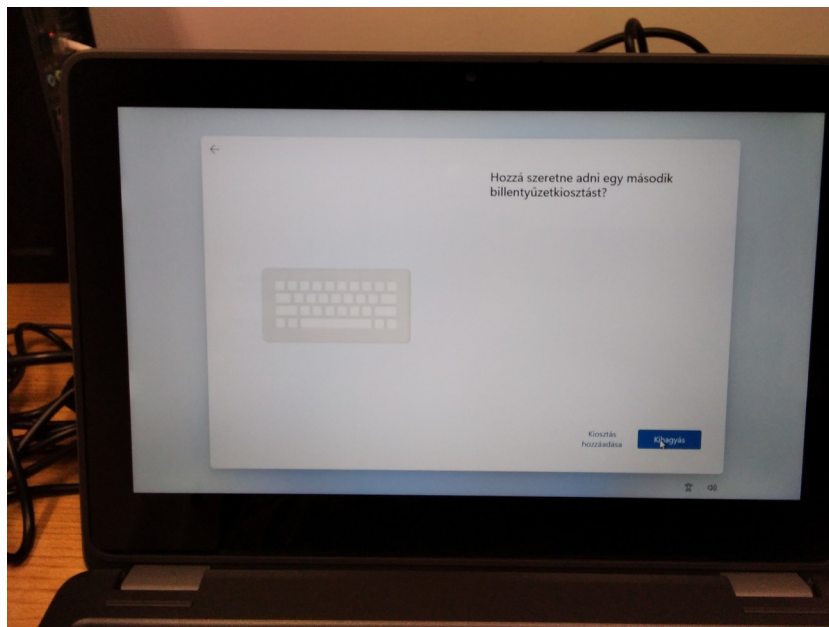 Hozzá szeretne adni egy második
billentyűzetkiosztást?
Kiosztás
hozzáadása
Kihagyás